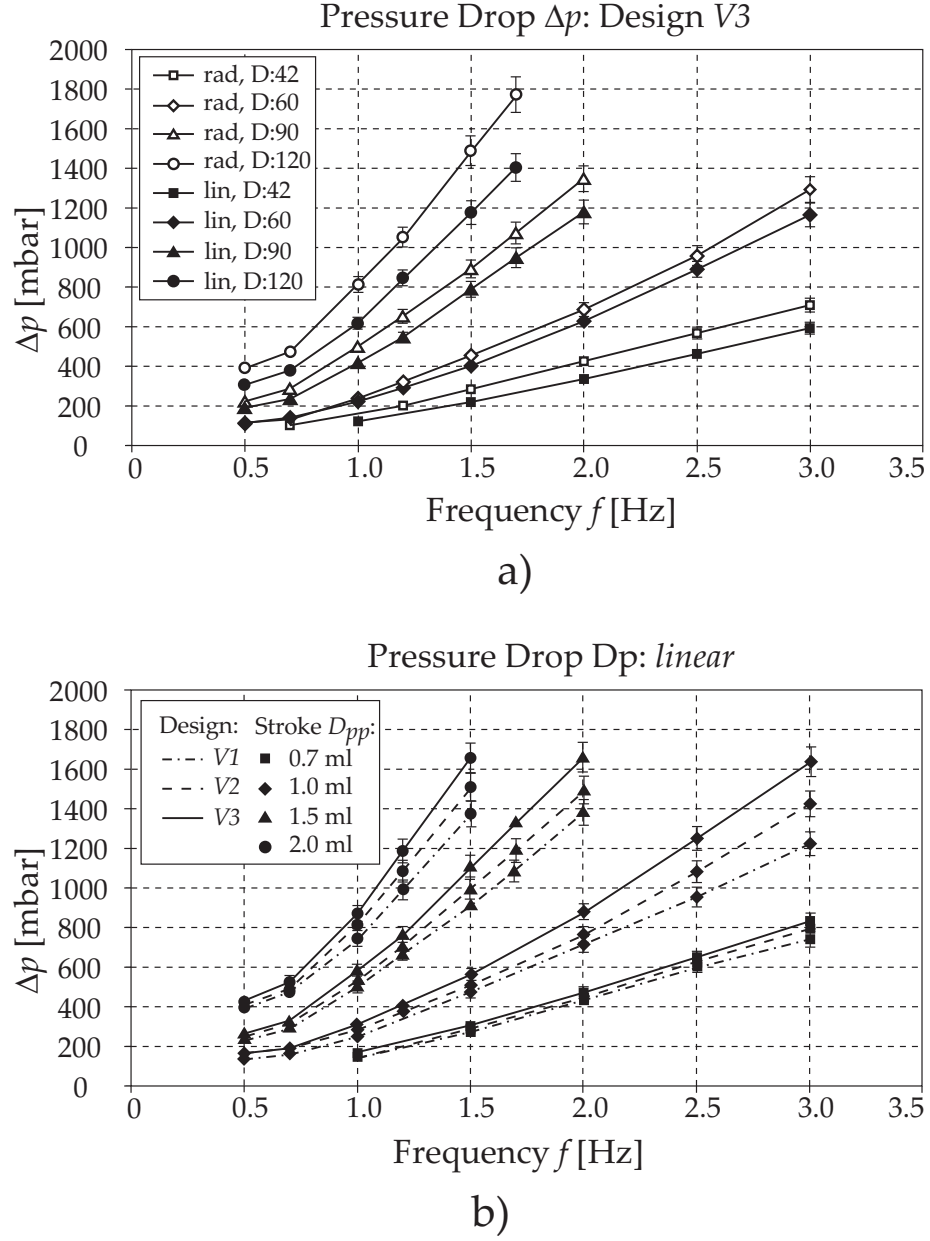 Pressure Drop Δp: Design V3
2000
1800
1600
1400
1200
1000
800
600
400
200
0
rad, D:42
rad, D:60
rad, D:90
rad, D:120
lin, D:42
lin, D:60
lin, D:90
lin, D:120
Δp [mbar]
0 0.5 1.0 1.5 2.0 2.5 3.0 3.5
Frequency f [Hz]
a)
Pressure Drop Dp: linear
2000
1800
1600
1400
1200
1000
800
600
400
200
0
Design: Stroke Dpp:
V1 0.7 ml
V2 1.0 ml
V3 1.5 ml
2.0 ml
Δp [mbar]
0 0.5 1.0 1.5 2.0 2.5 3.0 3.5
Frequency f [Hz]
b)